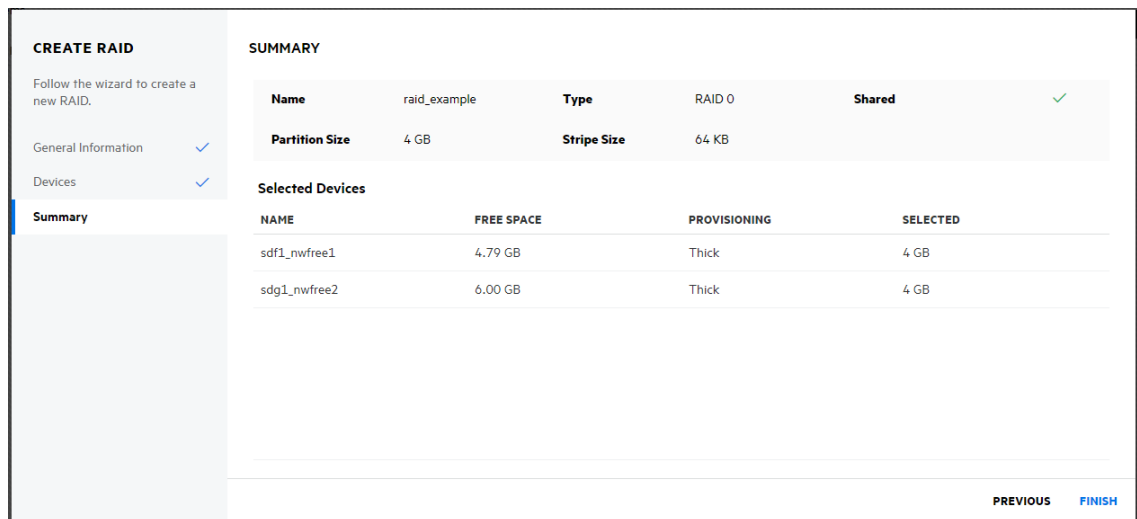 CREATE RAID
Follow the wizard to create a
new RAID.
General Information
Devices
Summary
SUMMARY
Name raid_example Type RAID 0 Shared
Partition Size 4 GB Stripe Size 64 KB
Selected Devices
NAME FREE SPACE PROVISIONING SELECTED
sdf1_nwfree1 4.79 GB Thick 4 GB
sdg1_nwfree2 6.00 GB Thick 4 GB
PREVIOUS FINISH